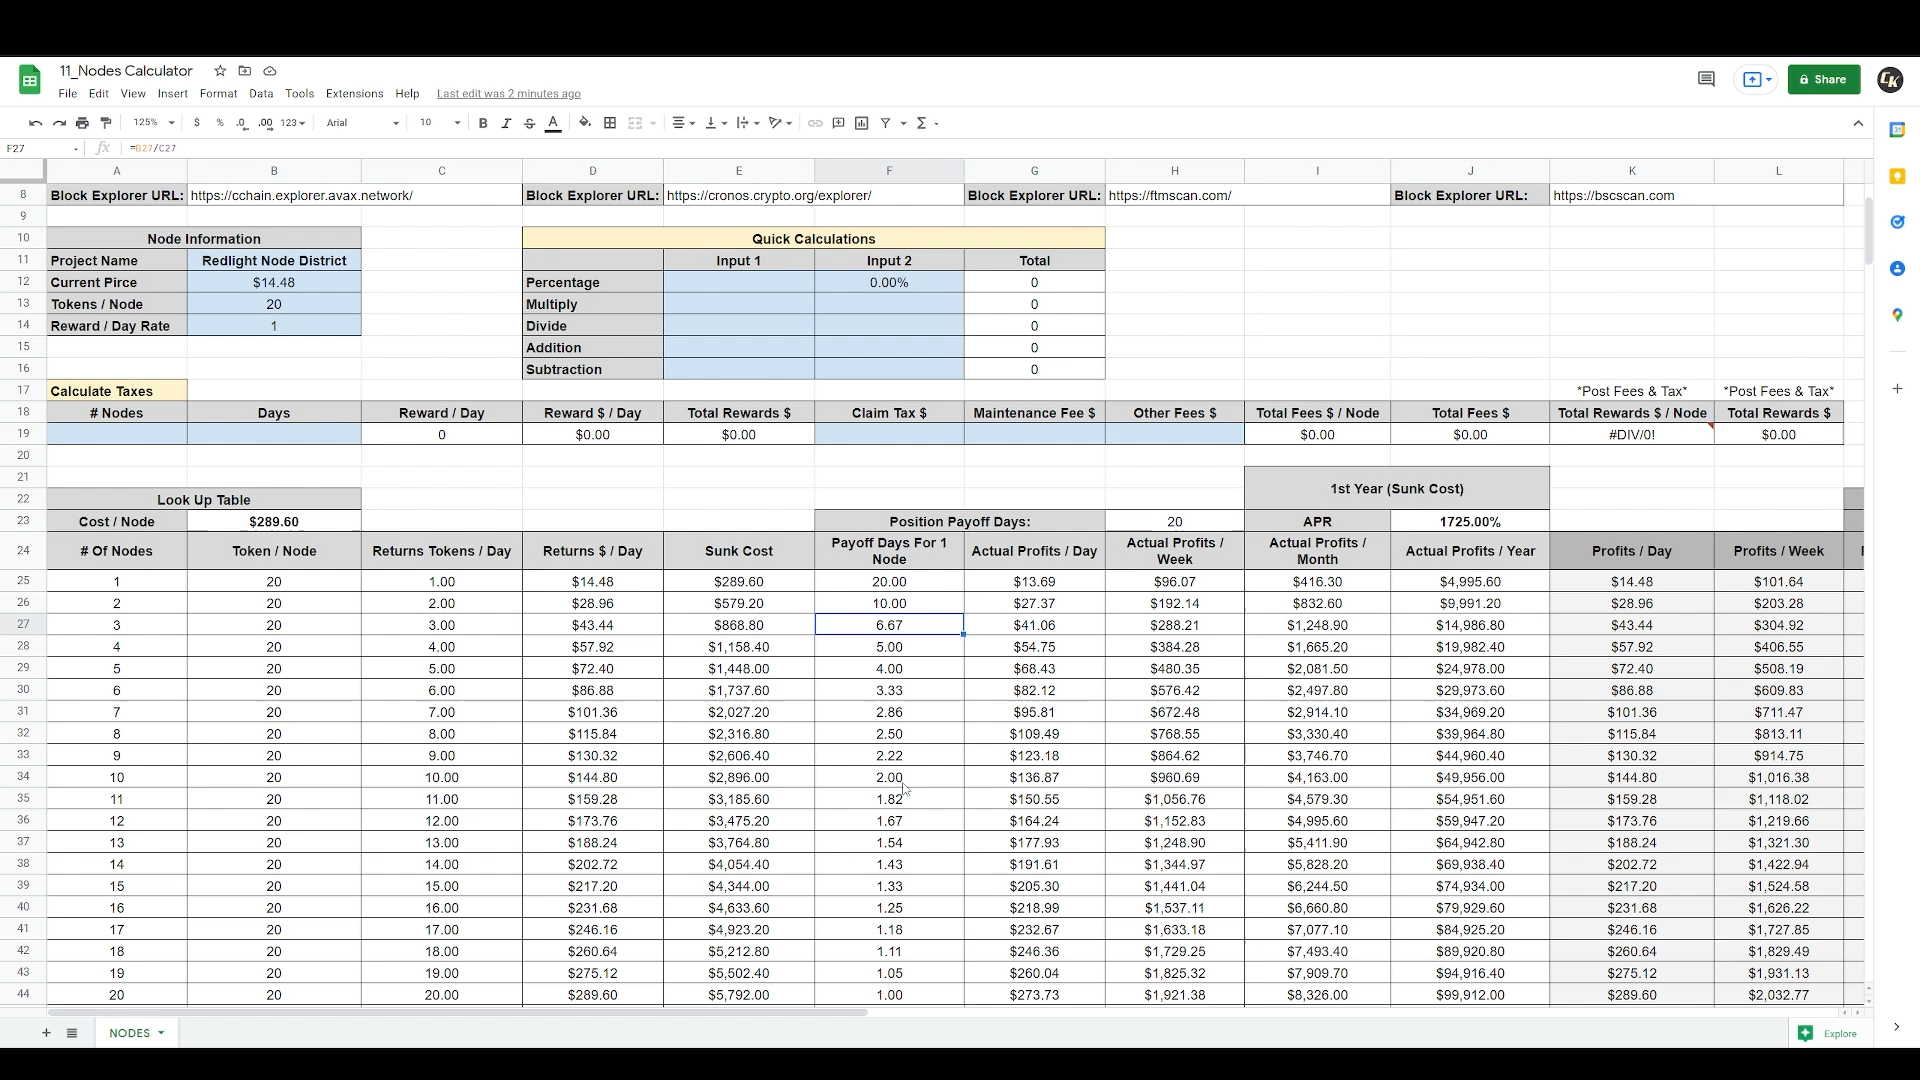 11_Nodes Calculator
File Edit View Insert Format Data Tools Extensions Help Last edit was 2 minutes ago
Share
CK
125% $ % .0 .00 123 Arial 10 B I S A
F27 fx =B27/C27
A B C D E F G H I J K L
8 Block Explorer URL: https://cchain.explorer.avax.network/ Block Explorer URL: https://cronos.crypto.org/explorer/ Block Explorer URL: https://ftmscan.com/ Block Explorer URL: https://bscscan.com
9
10 Node Information Quick Calculations
11 Project Name Redlight Node District Input 1 Input 2 Total
12 Current Pirce $14.48 Percentage 0.00% 0
13 Tokens / Node 20 Multiply 0
14 Reward / Day Rate 1 Divide 0
15 Addition 0
16 Subtraction 0
17 Calculate Taxes *Post Fees & Tax* *Post Fees & Tax*
18 # Nodes Days Reward / Day Reward $ / Day Total Rewards $ Claim Tax $ Maintenance Fee $ Other Fees $ Total Fees $ / Node Total Fees $ Total Rewards $ / Node Total Rewards $
19 0 $0.00 $0.00 $0.00 $0.00 #DIV/0! $0.00
20
21 1st Year (Sunk Cost)
22 Look Up Table
23 Cost / Node $289.60 Position Payoff Days: 20 APR 1725.00%
24 # Of Nodes Token / Node Returns Tokens / Day Returns $ / Day Sunk Cost Payoff Days For 1 Node Actual Profits / Day Actual Profits / Week Actual Profits / Month Actual Profits / Year Profits / Day Profits / Week
25 1 20 1.00 $14.48 $289.60 20.00 $13.69 $96.07 $416.30 $4,995.60 $14.48 $101.64
26 2 20 2.00 $28.96 $579.20 10.00 $27.37 $192.14 $832.60 $9,991.20 $28.96 $203.28
27 3 20 3.00 $43.44 $868.80 6.67 $41.06 $288.21 $1,248.90 $14,986.80 $43.44 $304.92
28 4 20 4.00 $57.92 $1,158.40 5.00 $54.75 $384.28 $1,665.20 $19,982.40 $57.92 $406.55
29 5 20 5.00 $72.40 $1,448.00 4.00 $68.43 $480.35 $2,081.50 $24,978.00 $72.40 $508.19
30 6 20 6.00 $86.88 $1,737.60 3.33 $82.12 $576.42 $2,497.80 $29,973.60 $86.88 $609.83
31 7 20 7.00 $101.36 $2,027.20 2.86 $95.81 $672.48 $2,914.10 $34,969.20 $101.36 $711.47
32 8 20 8.00 $115.84 $2,316.80 2.50 $109.49 $768.55 $3,330.40 $39,964.80 $115.84 $813.11
33 9 20 9.00 $130.32 $2,606.40 2.22 $123.18 $864.62 $3,746.70 $44,960.40 $130.32 $914.75
34 10 20 10.00 $144.80 $2,896.00 2.00 $136.87 $960.69 $4,163.00 $49,956.00 $144.80 $1,016.38
35 11 20 11.00 $159.28 $3,185.60 1.82 $150.55 $1,056.76 $4,579.30 $54,951.60 $159.28 $1,118.02
36 12 20 12.00 $173.76 $3,475.20 1.67 $164.24 $1,152.83 $4,995.60 $59,947.20 $173.76 $1,219.66
37 13 20 13.00 $188.24 $3,764.80 1.54 $177.93 $1,248.90 $5,411.90 $64,942.80 $188.24 $1,321.30
38 14 20 14.00 $202.72 $4,054.40 1.43 $191.61 $1,344.97 $5,828.20 $69,938.40 $202.72 $1,422.94
39 15 20 15.00 $217.20 $4,344.00 1.33 $205.30 $1,441.04 $6,244.50 $74,934.00 $217.20 $1,524.58
40 16 20 16.00 $231.68 $4,633.60 1.25 $218.99 $1,537.11 $6,660.80 $79,929.60 $231.68 $1,626.22
41 17 20 17.00 $246.16 $4,923.20 1.18 $232.67 $1,633.18 $7,077.10 $84,925.20 $246.16 $1,727.85
42 18 20 18.00 $260.64 $5,212.80 1.11 $246.36 $1,729.25 $7,493.40 $89,920.80 $260.64 $1,829.49
43 19 20 19.00 $275.12 $5,502.40 1.05 $260.04 $1,825.32 $7,909.70 $94,916.40 $275.12 $1,931.13
44 20 20 20.00 $289.60 $5,792.00 1.00 $273.73 $1,921.38 $8,326.00 $99,912.00 $289.60 $2,032.77
NODES Explore